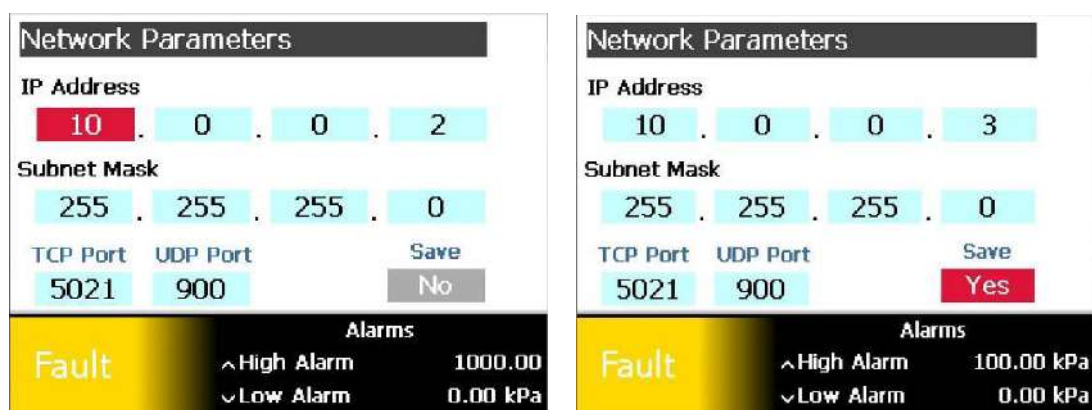 Network Parameters
IP Address
10 . 0 . 0 . 2
Subnet Mask
255 . 255 . 255 . 0
TCP Port UDP Port Save
5021 900 No
Alarms
Fault
^High Alarm 1000.00
⌄Low Alarm 0.00 kPa
Network Parameters
IP Address
10 . 0 . 0 . 3
Subnet Mask
255 . 255 . 255 . 0
TCP Port UDP Port Save
5021 900 Yes
Alarms
Fault
^High Alarm 100.00 kPa
⌄Low Alarm 0.00 kPa